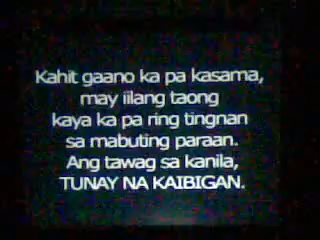 Kahit gaano ka pa kasama,
may iilang taong
kaya ka pa ring tingnan
sa mabuting paraan.
Ang tawag sa kanila,
TUNAY NA KAIBIGAN.